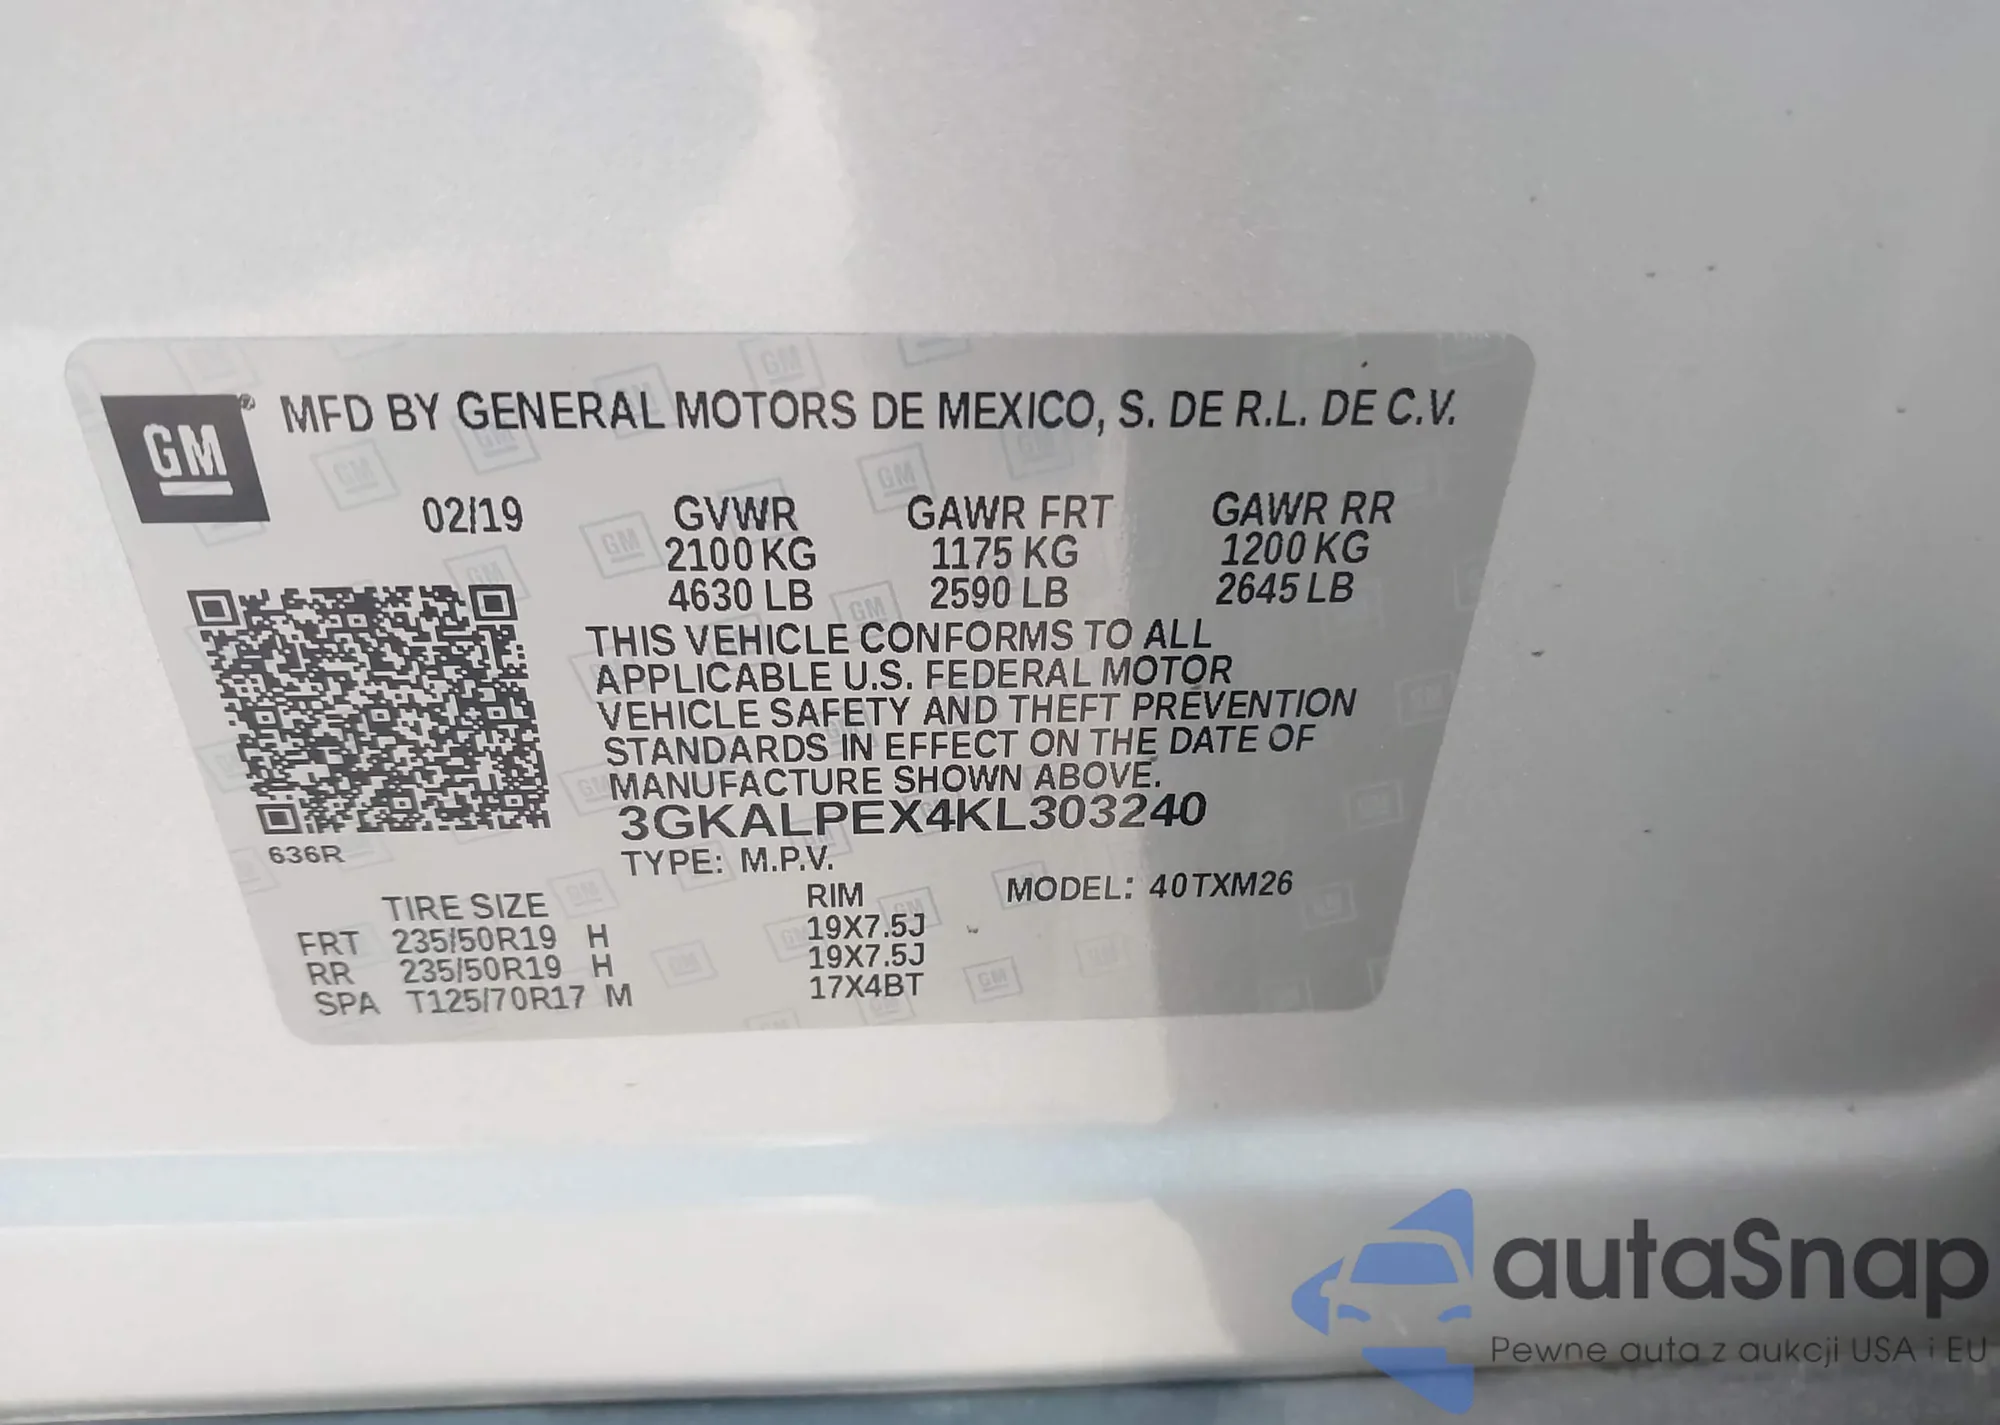 GM
MFD BY GENERAL MOTORS DE MEXICO, S. DE R.L. DE C.V.
02/19 GVWR GAWR FRT GAWR RR
2100 KG 1175 KG 1200 KG
4630 LB 2590 LB 2645 LB
THIS VEHICLE CONFORMS TO ALL
APPLICABLE U.S. FEDERAL MOTOR
VEHICLE SAFETY AND THEFT PREVENTION
STANDARDS IN EFFECT ON THE DATE OF
MANUFACTURE SHOWN ABOVE.
3GKALPEX4KL303240
636R
TYPE: M.P.V.
TIRE SIZE RIM MODEL: 40TXM26
FRT 235/50R19 H 19X7.5J
RR 235/50R19 H 19X7.5J
SPA T125/70R17 M 17X4BT
autaSnap
Pewne auta z aukcji USA i EU